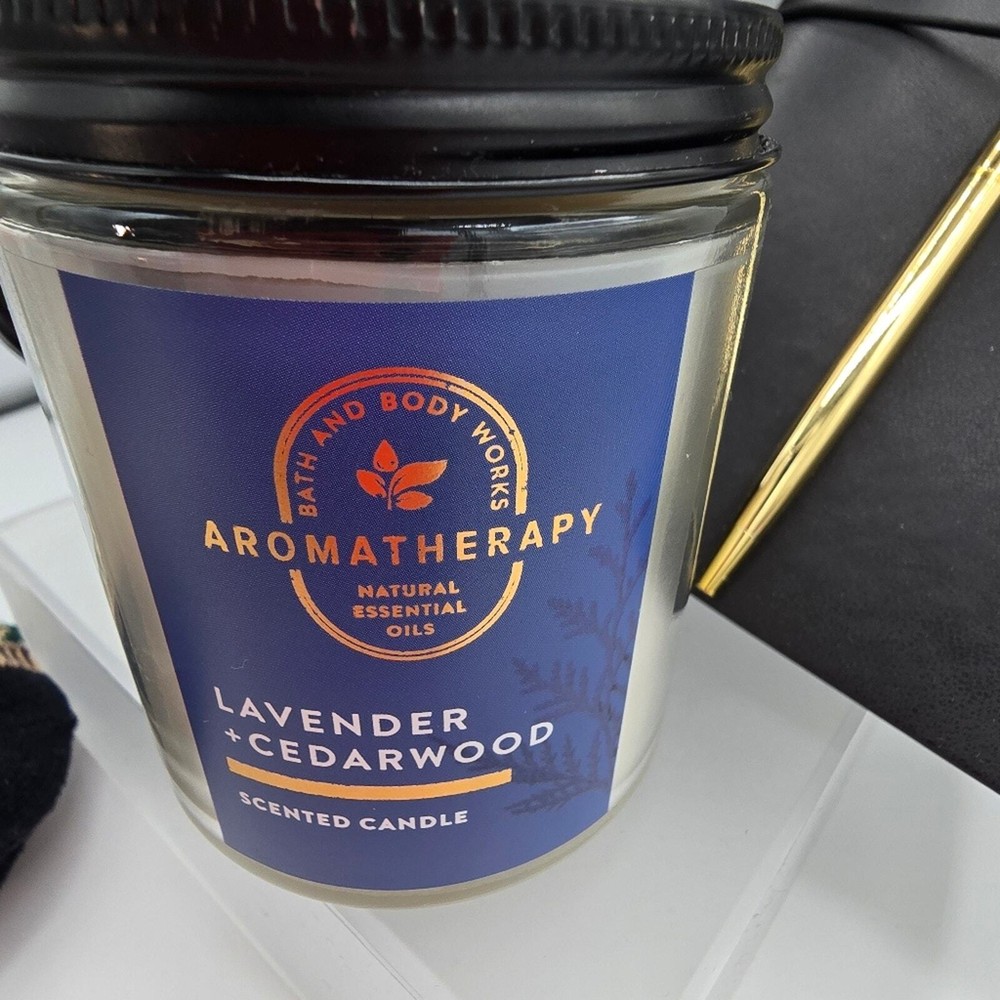 BATH AND BODY WORKS
AROMATHERAPY
NATURAL
ESSENTIAL
OILS
LAVENDER
+CEDARWOOD
SCENTED CANDLE